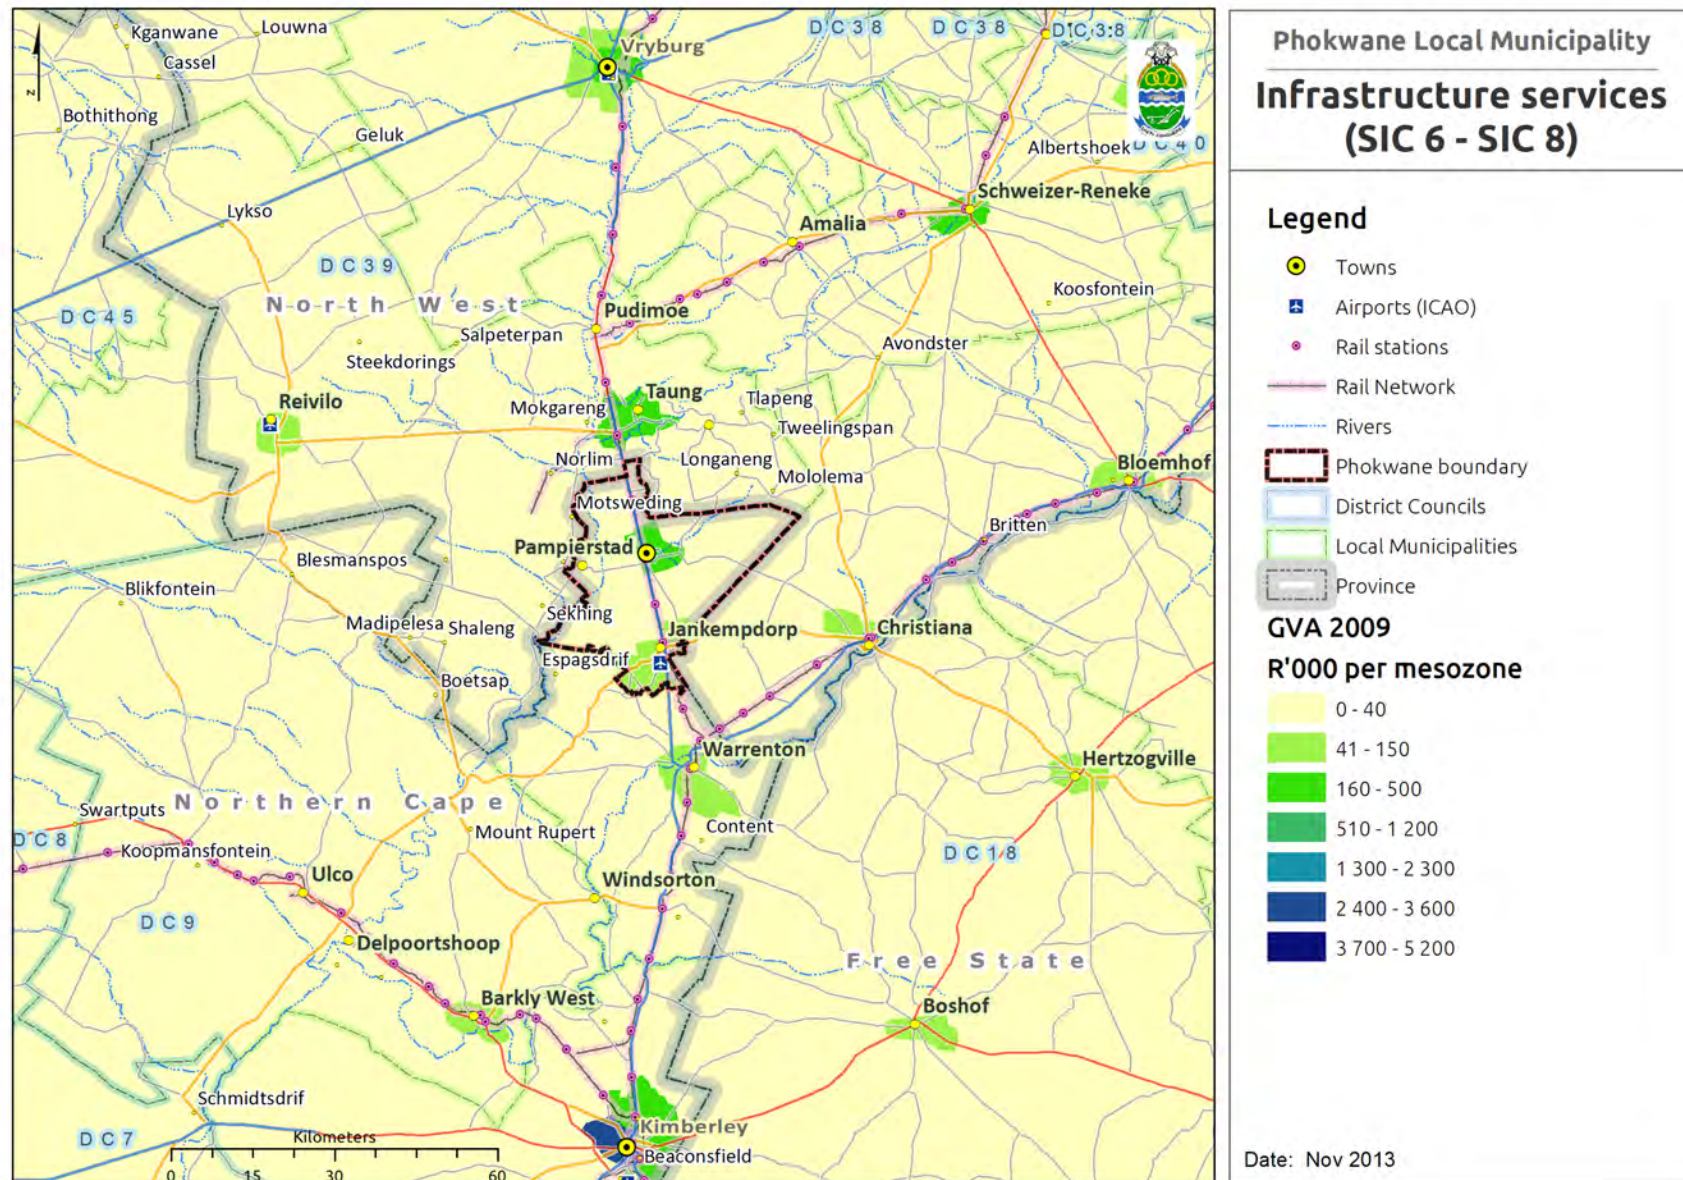 Kganwane
Louwna
DC38
DC38
DC38
Vryburg
Cassel
N
Bothithong
Geluk
Albertshoek
DC40
Schweizer-Reneke
Lykso
Amalia
DC39
North West
Koosfontein
DC45
Pudimoe
Salpeterpan
Steekdorings
Avondster
Reivilo
Taung
Tlapeng
Mokgareng
Tweelingspan
Norlim
Longaneng
Mololema
Bloemhof
Motsweding
Britten
Pampierstad
Blesmanspos
Blikfontein
Sekhing
Madipelesa
Shaleng
Jankempdorp
Christiana
Espagsdrif
Boetsap
Warrenton
Hertzogville
Northern Cape
Swartputs
Mount Rupert
Content
DC8
Koopmansfontein
DC18
Ulco
Windsorton
DC9
Delpoortshoop
Free State
Barkly West
Boshof
Schmidtsdrif
Kimberley
DC7
Kilometers
Beaconsfield
0 15 30 60
Phokwane Local Municipality
Infrastructure services
(SIC 6 - SIC 8)
Legend
Towns
Airports (ICAO)
Rail stations
Rail Network
Rivers
Phokwane boundary
District Councils
Local Municipalities
Province
GVA 2009
R'000 per mesozone
0 - 40
41 - 150
160 - 500
510 - 1 200
1 300 - 2 300
2 400 - 3 600
3 700 - 5 200
Date: Nov 2013